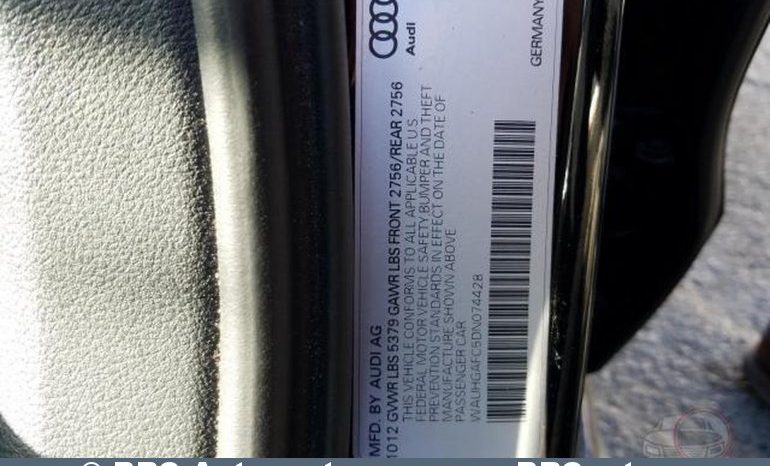 Audi
GERMANY
MFD. BY AUDI AG
1012 GVWR LBS 5379 GAWR LBS FRONT 2756/REAR 2756
THIS VEHICLE CONFORMS TO ALL APPLICABLE U S
FEDERAL MOTOR VEHICLE SAFETY,BUMPER AND THEFT
PREVENTION STANDARDS IN EFFECT ON THE DATE OF
MANUFACTURE SHOWN ABOVE
PASSENGER CAR
WAUHGAFC5DN074428